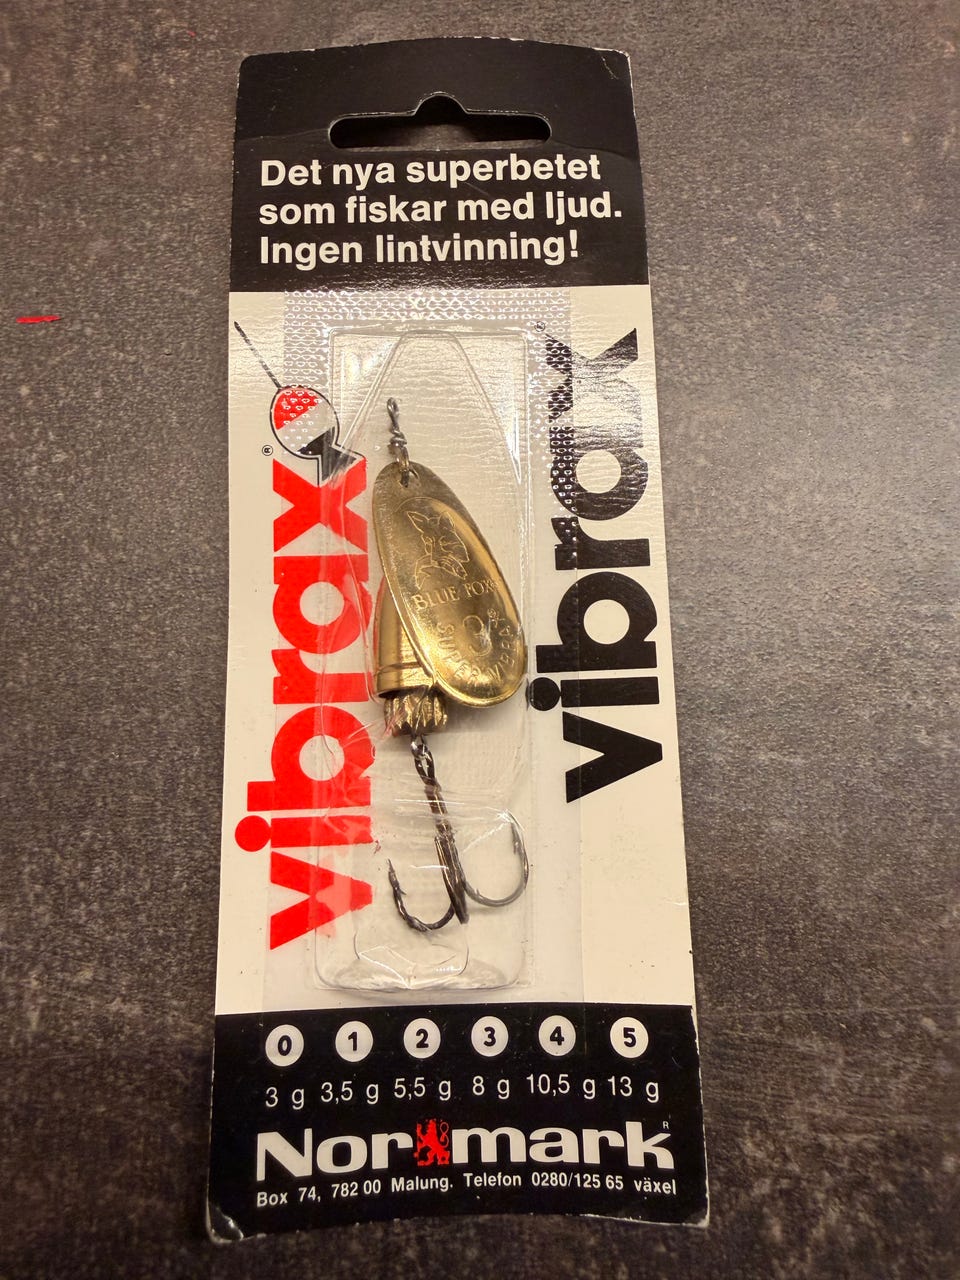 Det nya superbetet
som fiskar med ljud.
Ingen lintvinning!
vibrax®
vibrax®
BLUE FOX
SUPER VIBRAX
0 1 2 3 4 5
3 g 3,5 g 5,5 g 8 g 10,5 g 13 g
Normark R
Box 74, 782 00 Malung. Telefon 0280/125 65 växel